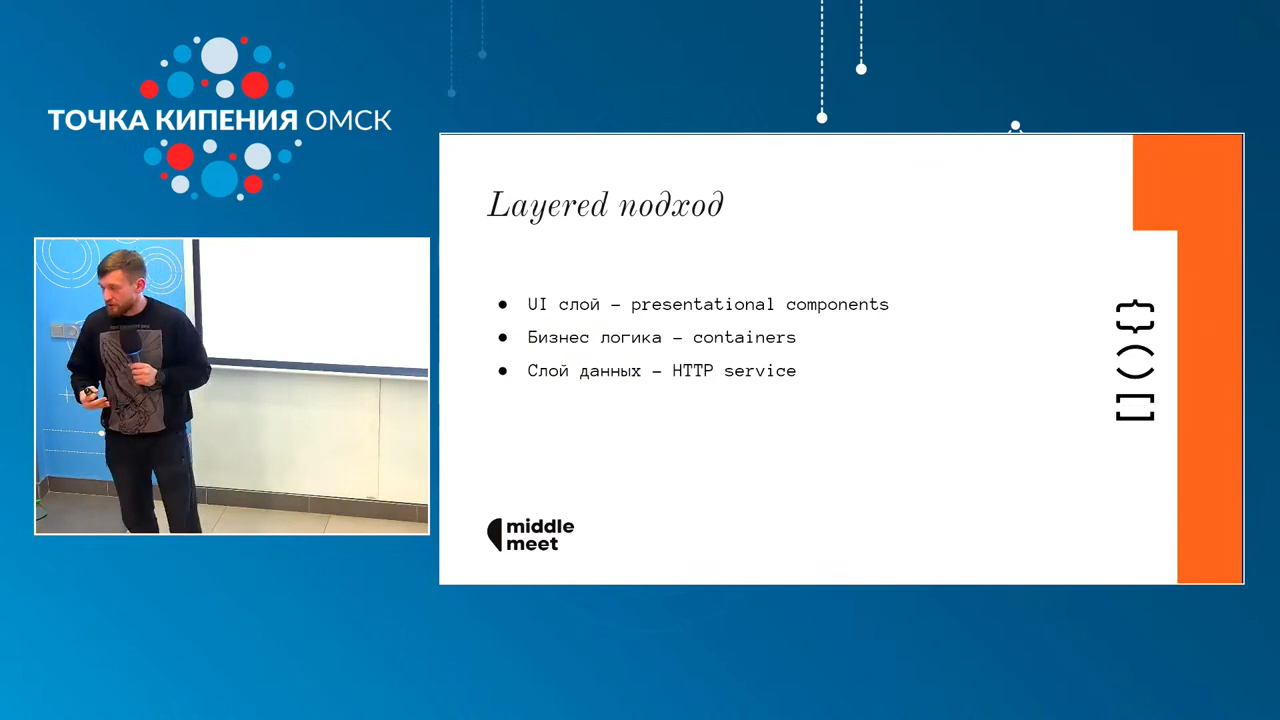 ТОЧКА КИПЕНИЯ ОМСК
Layered подход
● UI слой - presentational components
● Бизнес логика - containers
● Слой данных - HTTP service
{}
()
[]
middle
meet